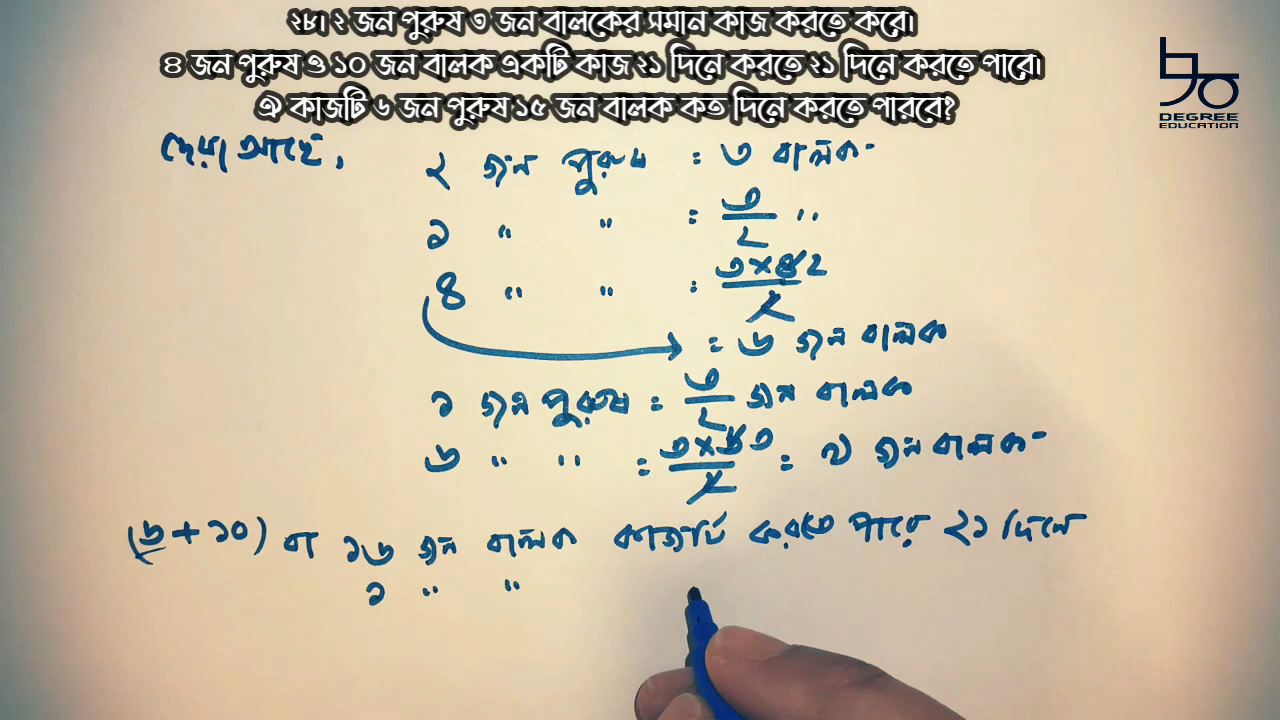 ২৮। ২ জন পুরুষ ৩ জন বালকের সমান কাজ করতে করে।
৪ জন পুরুষ ও ১০ জন বালক একটি কাজ ২১ দিনে করতে ২১ দিনে করতে পারে।
ঐ কাজটি ৬ জন পুরুষ ১৫ জন বালক কত দিনে করতে পারবে?
DEGREE
EDUCATION
দেয়া আছে,
২ জন পুরুষ = ৩ বালক
১ " " = ৩/২ "
৪ " " = ৩×৪ ২/২
= ৬ জন বালক
১ জন পুরুষ = ৩/২ জন বালক
৬ " " = ৩×৬ ৩/২ = ৯ জন বালক
(৬+১০) বা ১৬ জন বালক কাজটি করতে পারে ২১ দিনে
১ " "